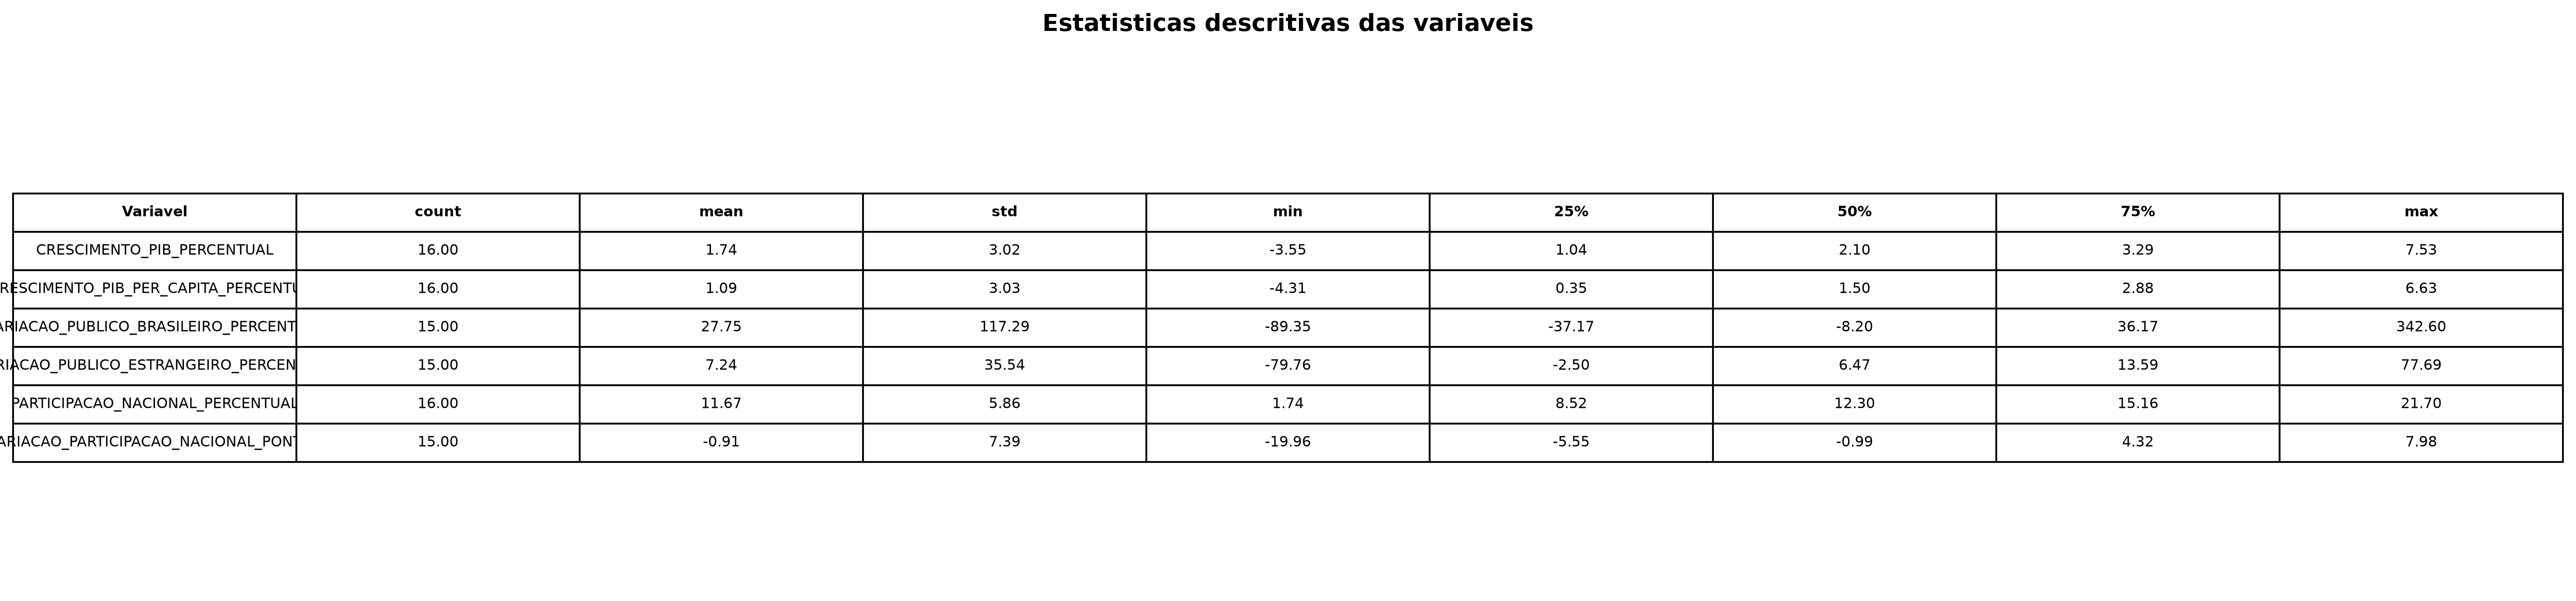 Estatisticas descritivas das variaveis
Variavel count mean std min 25% 50% 75% max
CRESCIMENTO_PIB_PERCENTUAL 16.00 1.74 3.02 -3.55 1.04 2.10 3.29 7.53
RESCIMENTO_PIB_PER_CAPITA_PERCENTU 16.00 1.09 3.03 -4.31 0.35 1.50 2.88 6.63
ARIACAO_PUBLICO_BRASILEIRO_PERCENT 15.00 27.75 117.29 -89.35 -37.17 -8.20 36.17 342.60
RIACAO_PUBLICO_ESTRANGEIRO_PERCEN 15.00 7.24 35.54 -79.76 -2.50 6.47 13.59 77.69
PARTICIPACAO_NACIONAL_PERCENTUAL 16.00 11.67 5.86 1.74 8.52 12.30 15.16 21.70
ARIACAO_PARTICIPACAO_NACIONAL_PONT 15.00 -0.91 7.39 -19.96 -5.55 -0.99 4.32 7.98